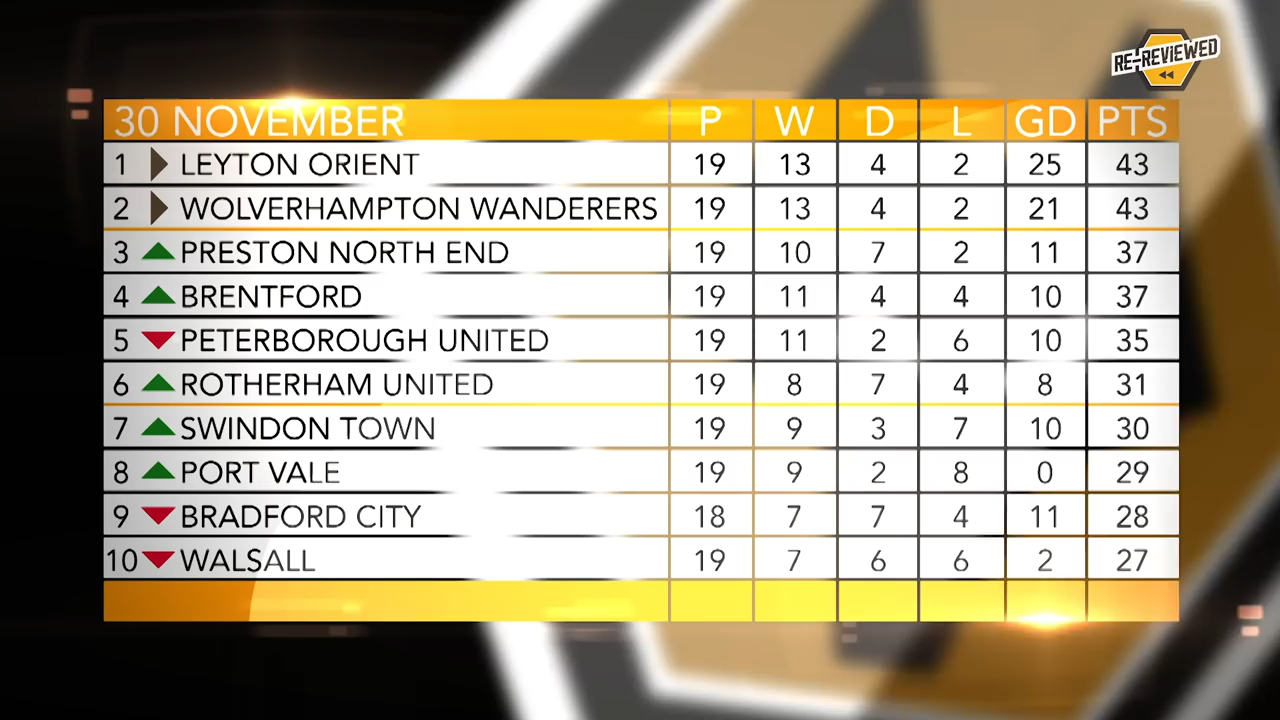 RE-REVIEWED
30 NOVEMBER P W D L GD PTS
1 LEYTON ORIENT 19 13 4 2 25 43
2 WOLVERHAMPTON WANDERERS 19 13 4 2 21 43
3 PRESTON NORTH END 19 10 7 2 11 37
4 BRENTFORD 19 11 4 4 10 37
5 PETERBOROUGH UNITED 19 11 2 6 10 35
6 ROTHERHAM UNITED 19 8 7 4 8 31
7 SWINDON TOWN 19 9 3 7 10 30
8 PORT VALE 19 9 2 8 0 29
9 BRADFORD CITY 18 7 7 4 11 28
10 WALSALL 19 7 6 6 2 27